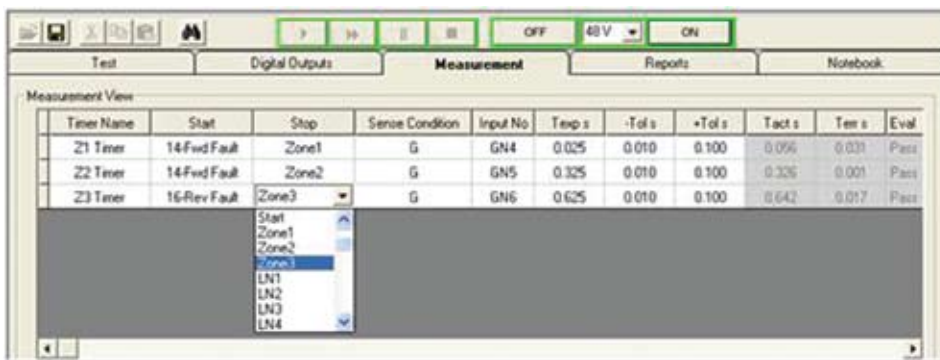 OFF 48 V ON
Test Digital Outputs Measurement Reports Notebook
Measurement View
Timer Name Start Stop Sense Condition Input No Texp s -Tol s +Tol s Tact s Terr s Eval
Z1 Timer 14-Fwd Fault Zone1 G GN4 0.025 0.010 0.100 0.056 0.031 Pass
Z2 Timer 14-Fwd Fault Zone2 G GN5 0.325 0.010 0.100 0.326 0.001 Pass
Z3 Timer 16-Rev Fault Zone3 G GN6 0.625 0.010 0.100 0.642 0.017 Pass
Start
Zone1
Zone2
Zone3
LN1
LN2
LN3
LN4